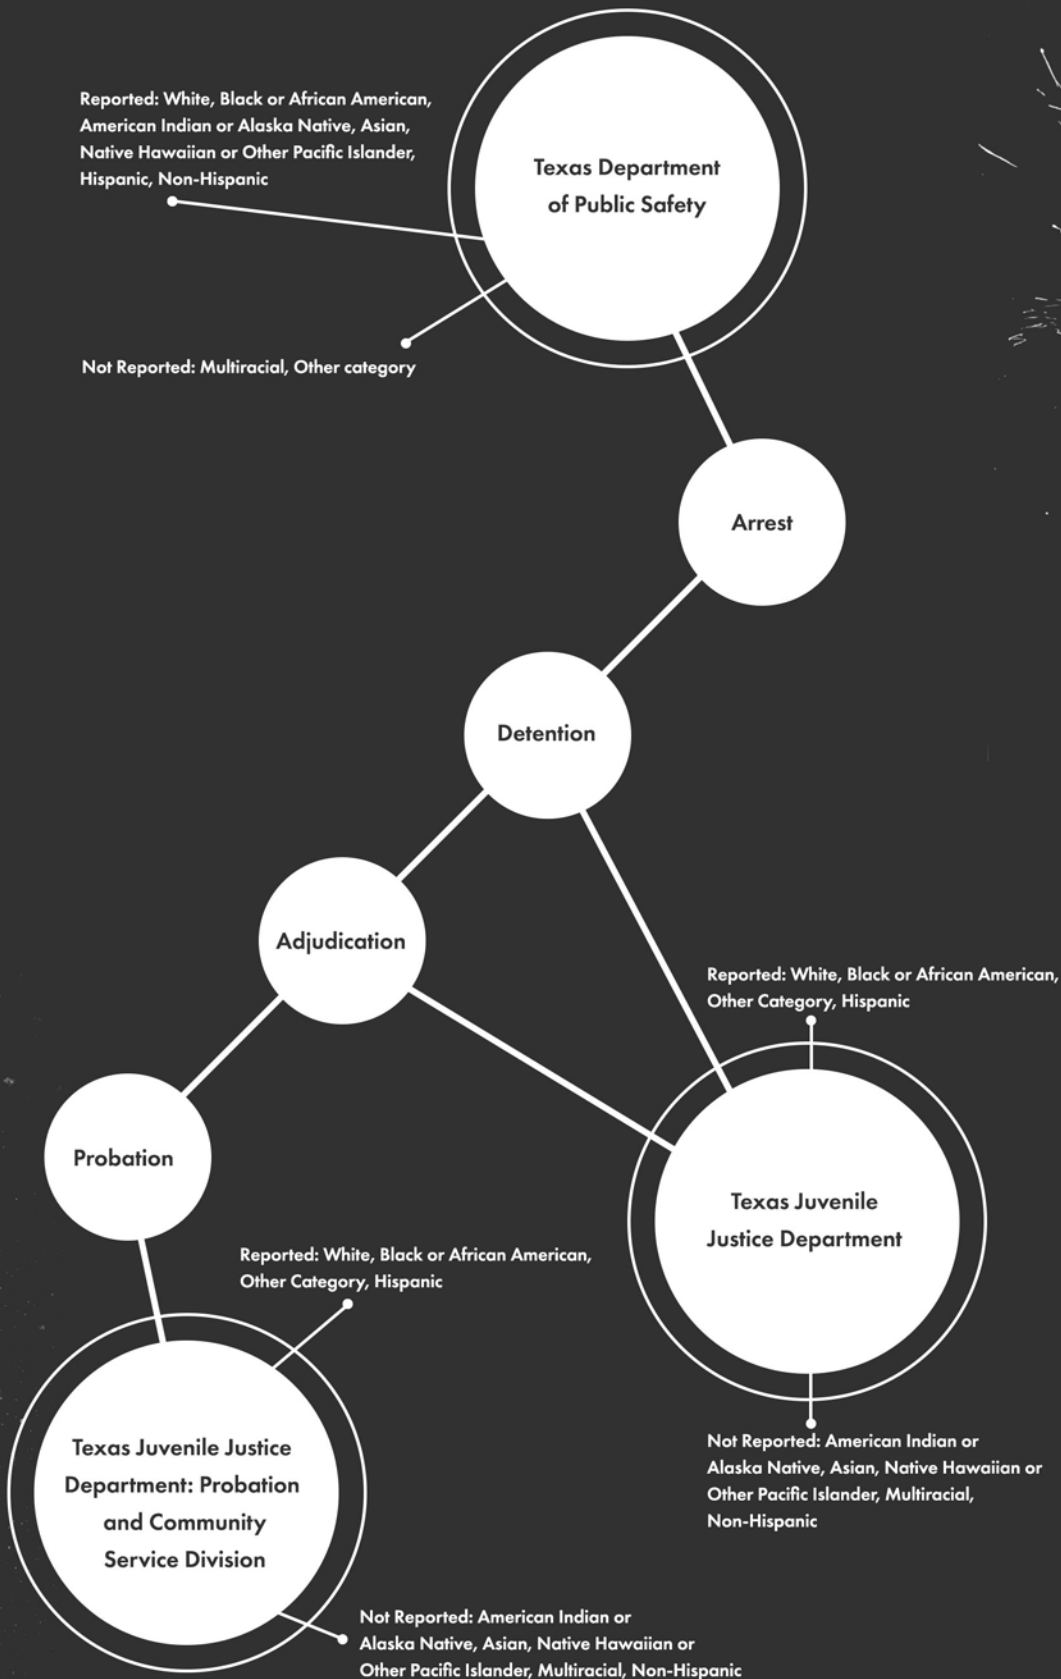 Reported: White, Black or African American,
American Indian or Alaska Native, Asian,
Native Hawaiian or Other Pacific Islander,
Hispanic, Non-Hispanic
Texas Department
of Public Safety
Not Reported: Multiracial, Other category
Arrest
Detention
Adjudication
Reported: White, Black or African American,
Other Category, Hispanic
Probation
Texas Juvenile
Justice Department
Reported: White, Black or African American,
Other Category, Hispanic
Not Reported: American Indian or
Alaska Native, Asian, Native Hawaiian or
Other Pacific Islander, Multiracial,
Non-Hispanic
Texas Juvenile Justice
Department: Probation
and Community
Service Division
Not Reported: American Indian or
Alaska Native, Asian, Native Hawaiian or
Other Pacific Islander, Multiracial, Non-Hispanic